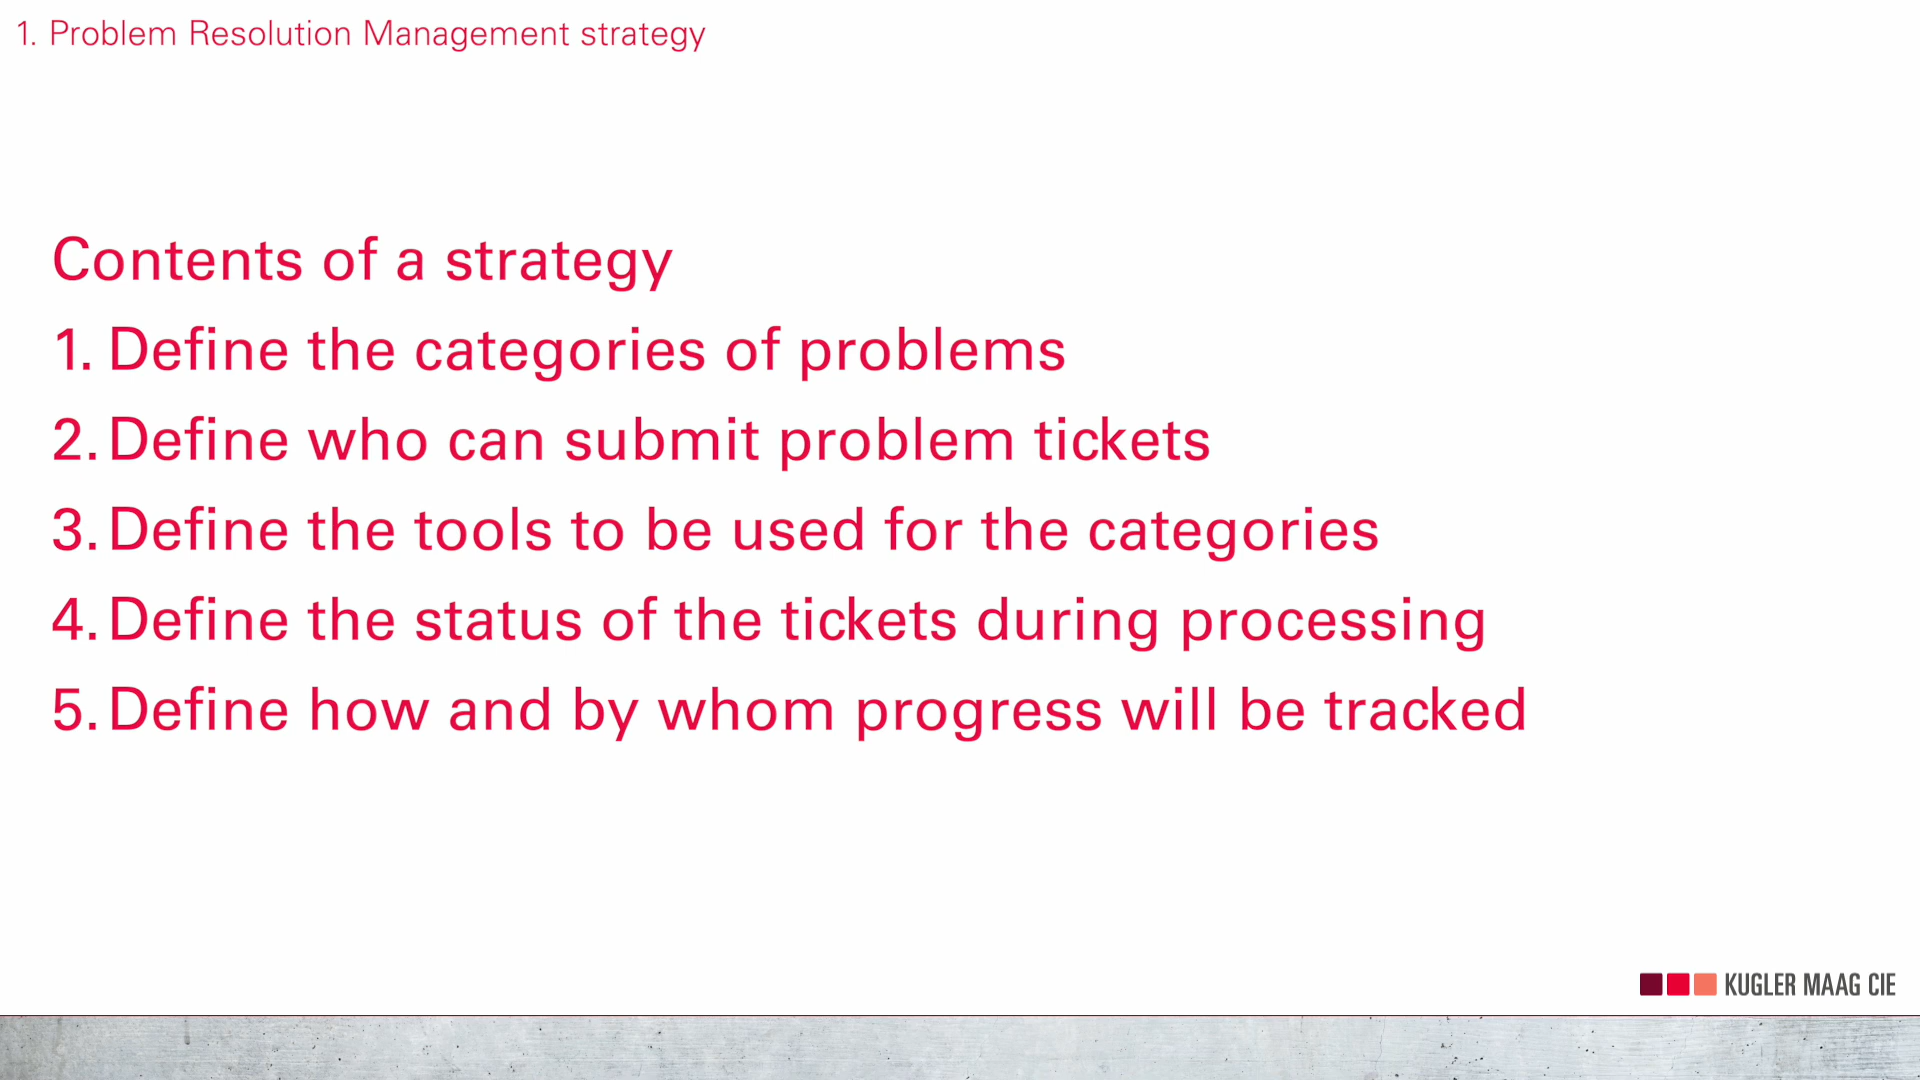 1. Problem Resolution Management strategy
Contents of a strategy
1. Define the categories of problems
2. Define who can submit problem tickets
3. Define the tools to be used for the categories
4. Define the status of the tickets during processing
5. Define how and by whom progress will be tracked
KUGLER MAAG CIE